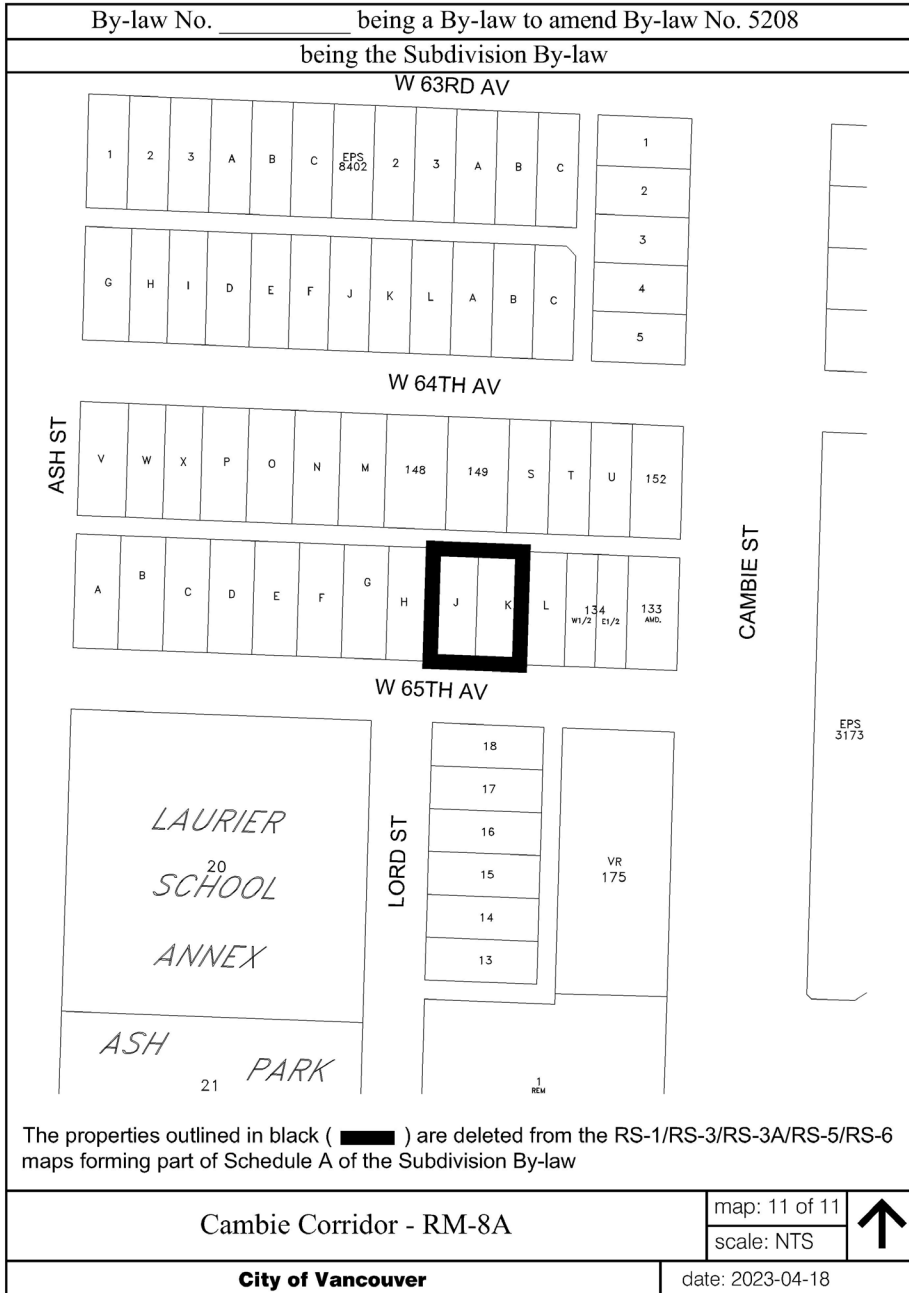 By-law No. ___________ being a By-law to amend By-law No. 5208
being the Subdivision By-law
W 63RD AV
1 2 3 A B C EPS 8402 2 3 A B C
1
2
3
4
5
G H I D E F J K L A B C
W 64TH AV
ASH ST
V W X P O N M 148 149 S T U 152
A B C D E F G H J K L 134 W1/2 E1/2 133 AMD.
CAMBIE ST
W 65TH AV
EPS
3173
18
17
16
15
14
13
LORD ST
VR
175
LAURIER
20
SCHOOL
ANNEX
ASH PARK
21
1
REM
The properties outlined in black ( ) are deleted from the RS-1/RS-3/RS-3A/RS-5/RS-6
maps forming part of Schedule A of the Subdivision By-law
Cambie Corridor - RM-8A
map: 11 of 11
scale: NTS
City of Vancouver
date: 2023-04-18